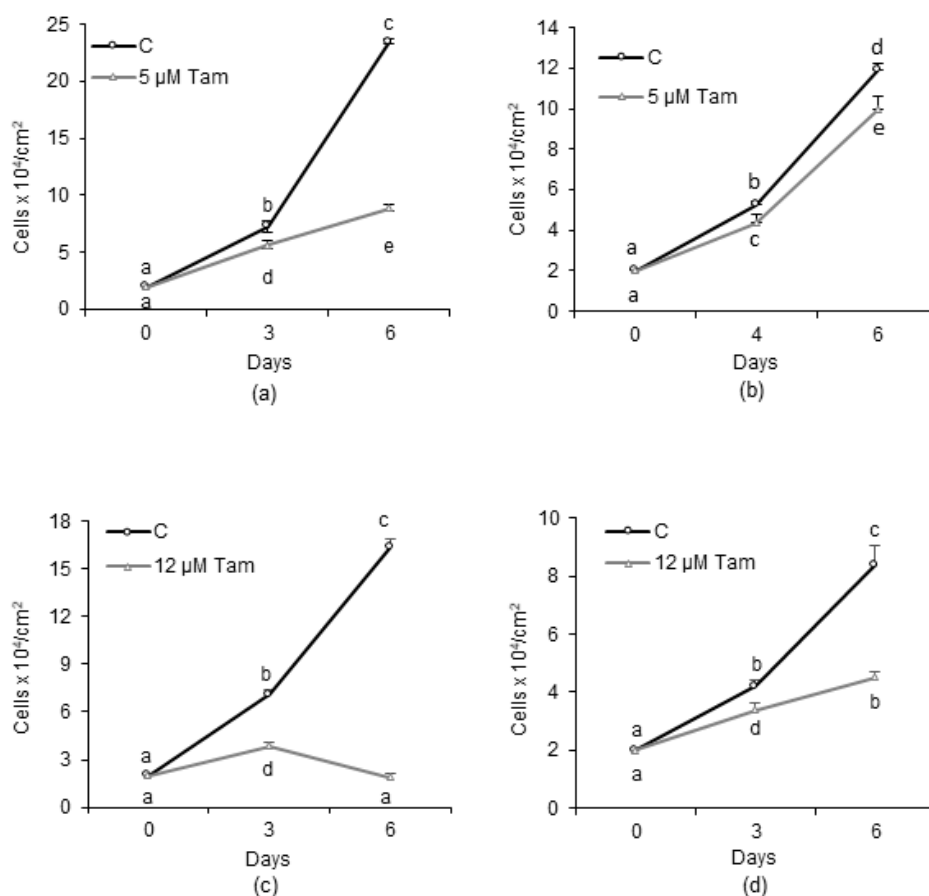 25
20
15
10
5
0
Cells x 10⁴/cm²
C
5 µM Tam
a
a
b
d
c
e
0 3 6
Days
(a)
14
12
10
8
6
4
2
0
Cells x 10⁴/cm²
C
5 µM Tam
a
a
b
c
d
e
0 4 6
Days
(b)
18
15
12
9
6
3
0
Cells x 10⁴/cm²
C
12 µM Tam
a
a
b
d
c
a
0 3 6
Days
(c)
10
8
6
4
2
0
Cells x 10⁴/cm²
C
12 µM Tam
a
a
b
d
c
b
0 3 6
Days
(d)